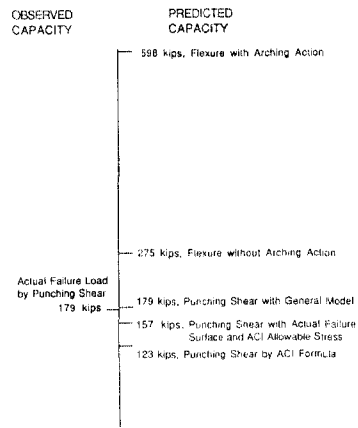 OBSERVED
CAPACITY
PREDICTED
CAPACITY
598 kips, Flexure with Arching Action
275 kips, Flexure without Arching Action
Actual Failure Load
by Punching Shear
179 kips
179 kips, Punching Shear with General Model
157 kips, Punching Shear with Actual Failure
Surface and ACI Allowable Stress
123 kips, Punching Shear by ACI Formula